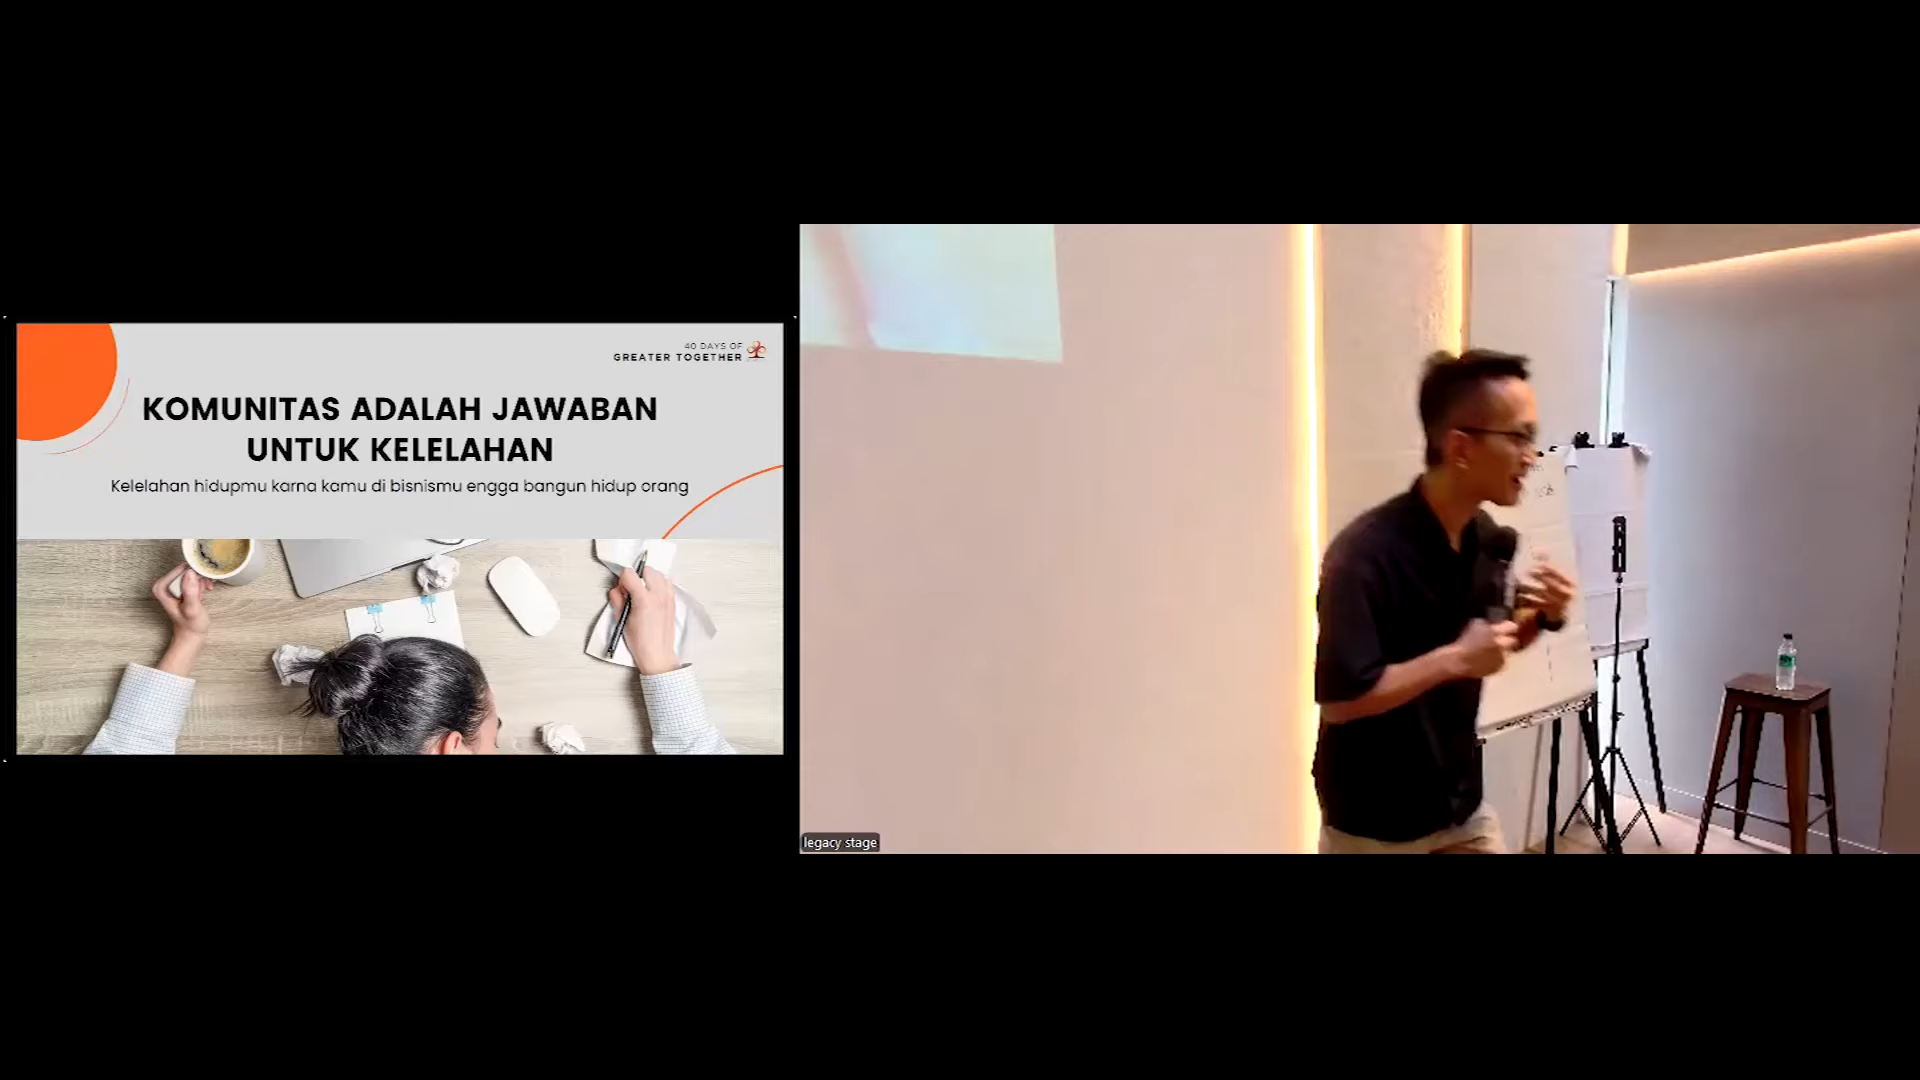 40 DAYS OF
GREATER TOGETHER
KOMUNITAS ADALAH JAWABAN
UNTUK KELELAHAN
Kelelahan hidupmu karna kamu di bisnismu engga bangun hidup orang
legacy stage